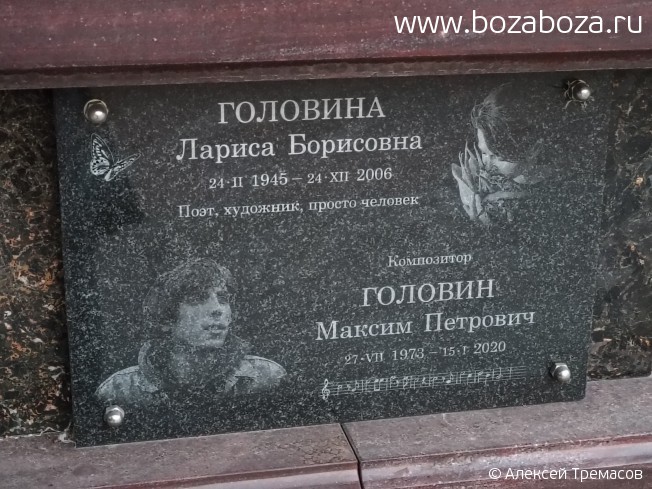 www.bozaboza.ru
ГОЛОВИНА
Лариса Борисовна
24·II 1945 – 24·XII 2006
Поэт, художник, просто человек
Композитор
ГОЛОВИН
Максим Петрович
27·VII 1973 – 15·I 2020
© Алексей Тремасов